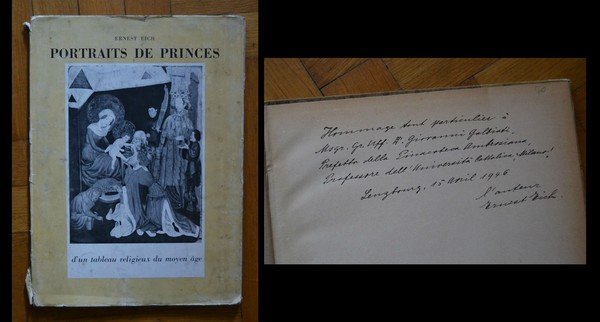 ERNEST EICH
PORTRAITS DE PRINCES
d'un tableau religieux du moyen âge
Hommage tout particulier à
Msgr. Gr. Uff. P. Giovanni Galbiati,
Prefetto della Pinacoteca Ambrosiana,
Professore dell'Università Cattolica, Milano,
Lenzbourg, 15 avril 1946
l'auteur
Ernest Eich.